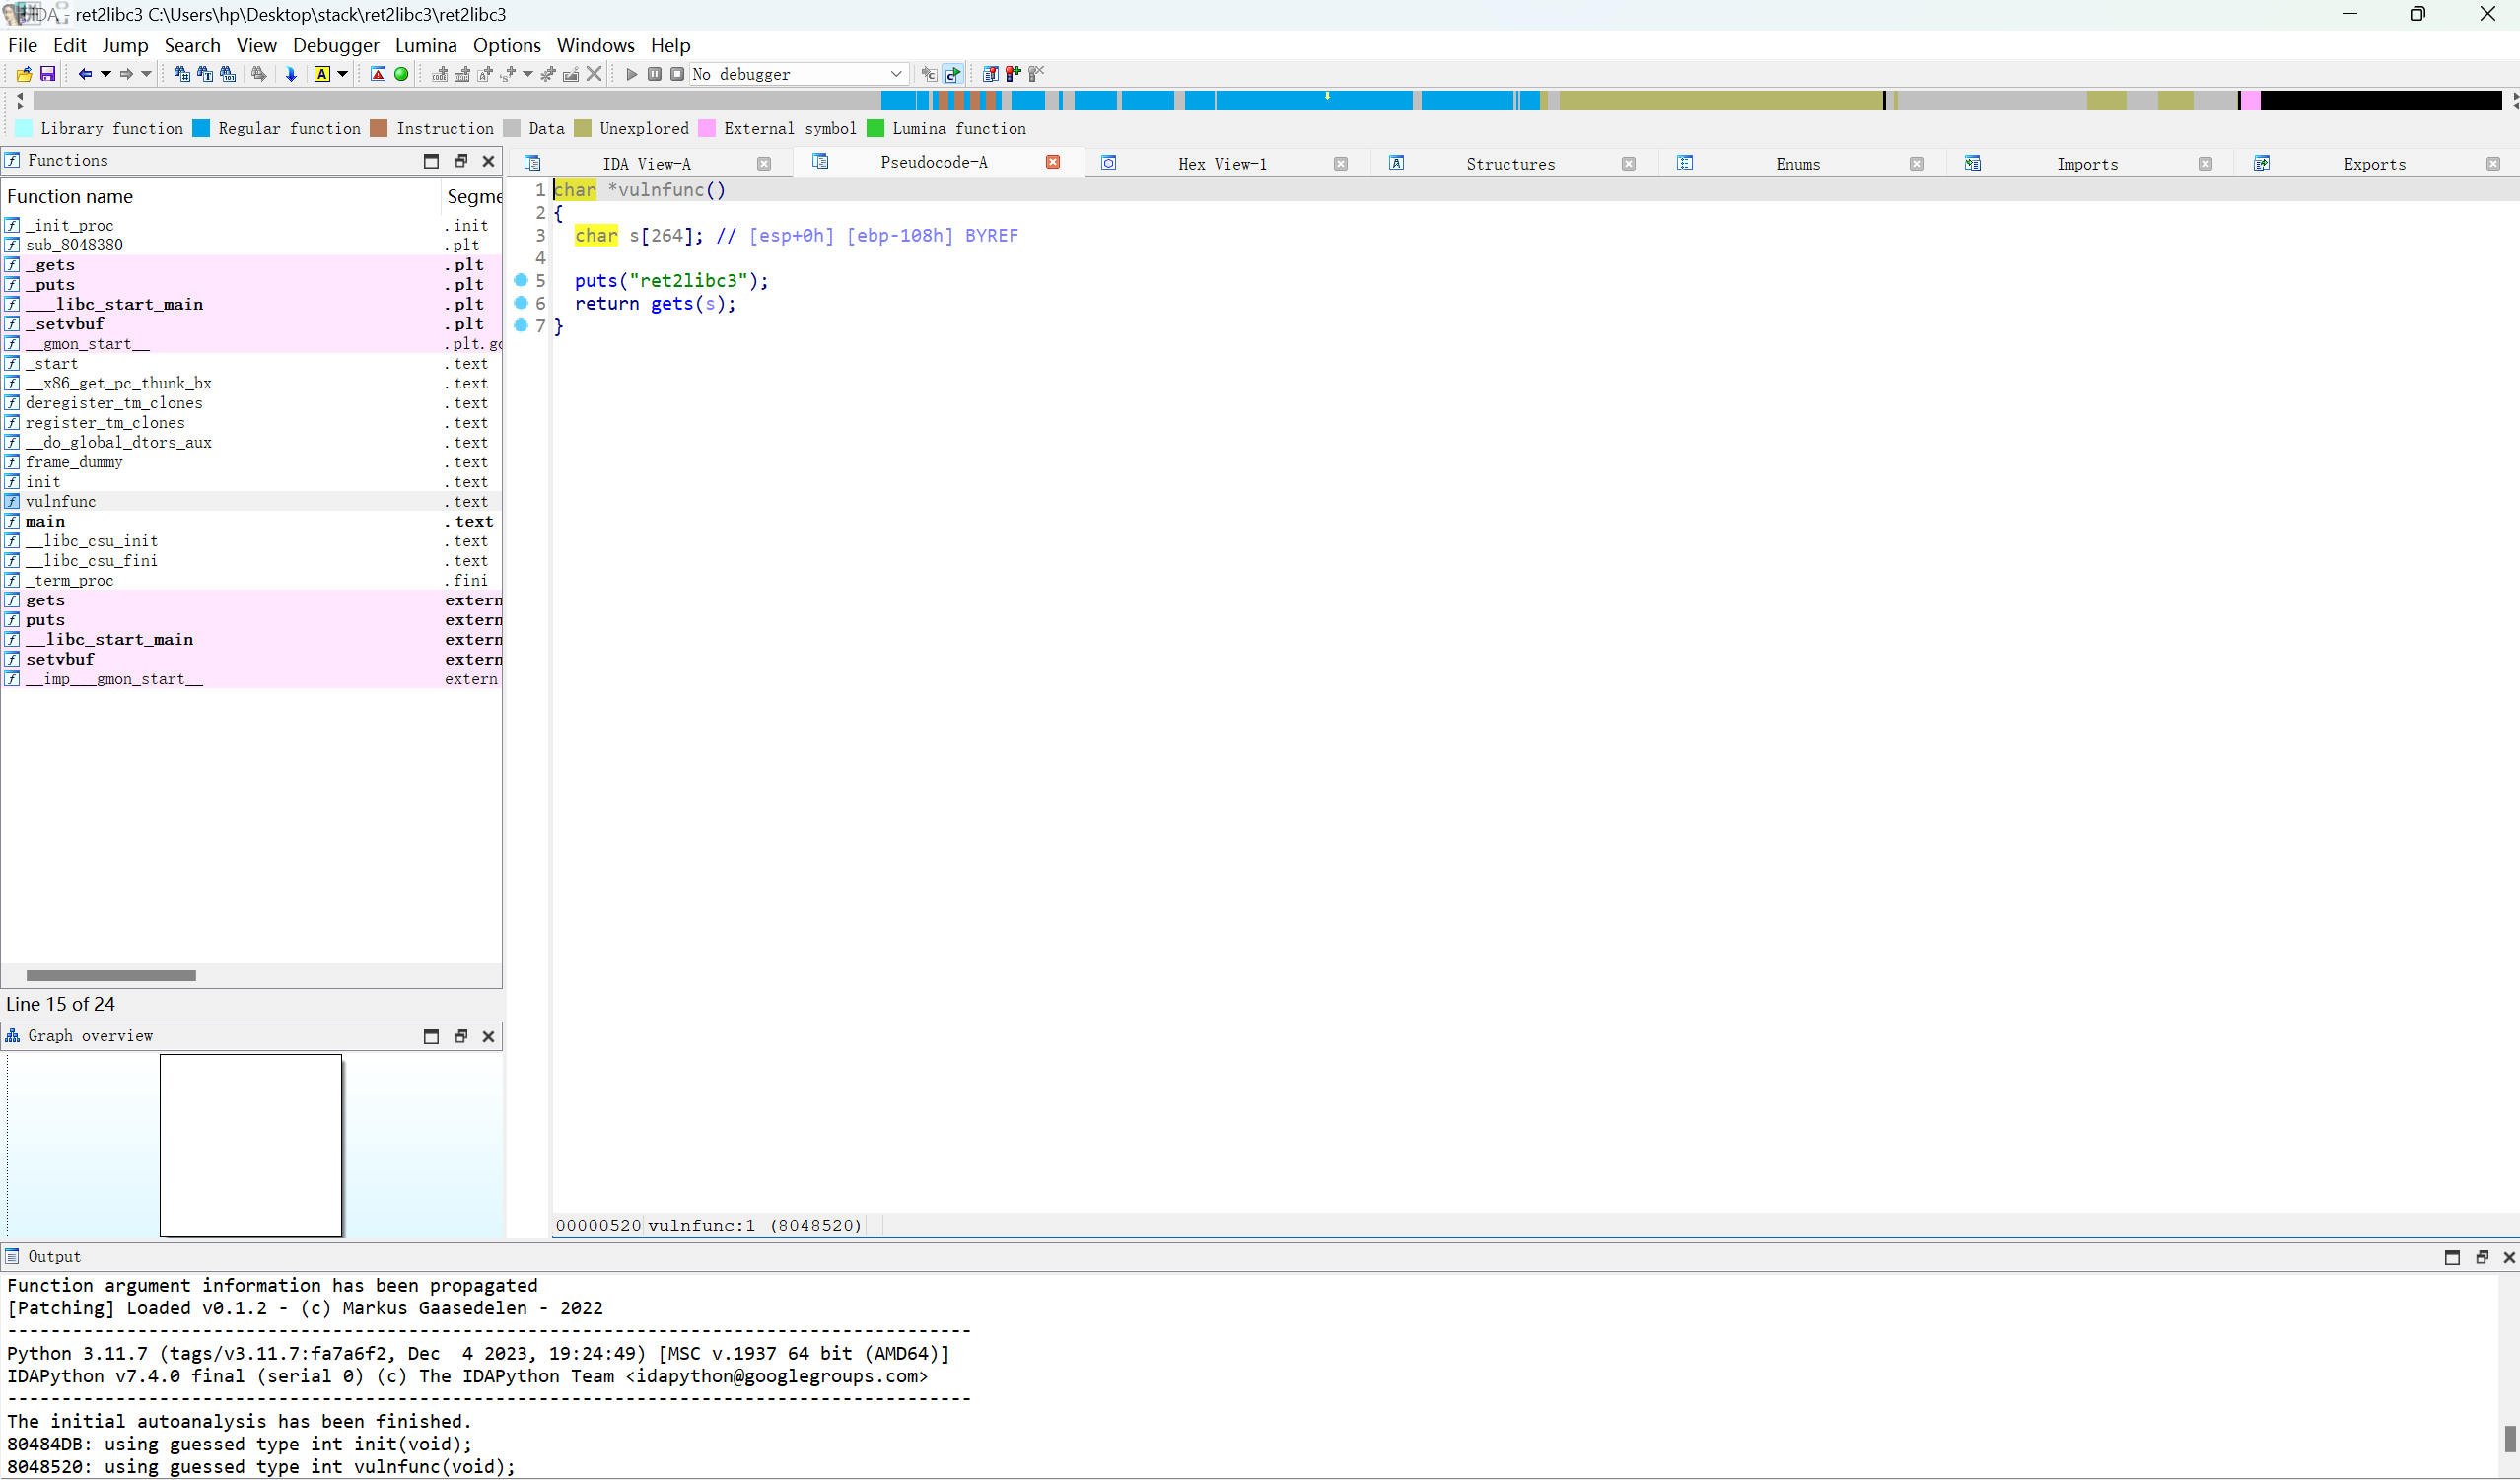 IDA - ret2libc3 C:\Users\hp\Desktop\stack\ret2libc3\ret2libc3
File Edit Jump Search View Debugger Lumina Options Windows Help
No debugger
Library function Regular function Instruction Data Unexplored External symbol Lumina function
Functions
Function name Segme
_init_proc .init
sub_8048380 .plt
_gets .plt
_puts .plt
___libc_start_main .plt
_setvbuf .plt
__gmon_start__ .plt.go
_start .text
__x86_get_pc_thunk_bx .text
deregister_tm_clones .text
register_tm_clones .text
__do_global_dtors_aux .text
frame_dummy .text
init .text
vulnfunc .text
main .text
__libc_csu_init .text
__libc_csu_fini .text
_term_proc .fini
gets extern
puts extern
__libc_start_main extern
setvbuf extern
__imp___gmon_start__ extern
Line 15 of 24
Graph overview
IDA View-A Pseudocode-A Hex View-1 Structures Enums Imports Exports
1 char *vulnfunc()
2 {
3 char s[264]; // [esp+0h] [ebp-108h] BYREF
4
5 puts("ret2libc3");
6 return gets(s);
7 }
00000520 vulnfunc:1 (8048520)
Output
Function argument information has been propagated
[Patching] Loaded v0.1.2 - (c) Markus Gaasedelen - 2022
-----------------------------------------------------------------------------------------
Python 3.11.7 (tags/v3.11.7:fa7a6f2, Dec  4 2023, 19:24:49) [MSC v.1937 64 bit (AMD64)]
IDAPython v7.4.0 final (serial 0) (c) The IDAPython Team <idapython@googlegroups.com>
-----------------------------------------------------------------------------------------
The initial autoanalysis has been finished.
80484DB: using guessed type int init(void);
8048520: using guessed type int vulnfunc(void);